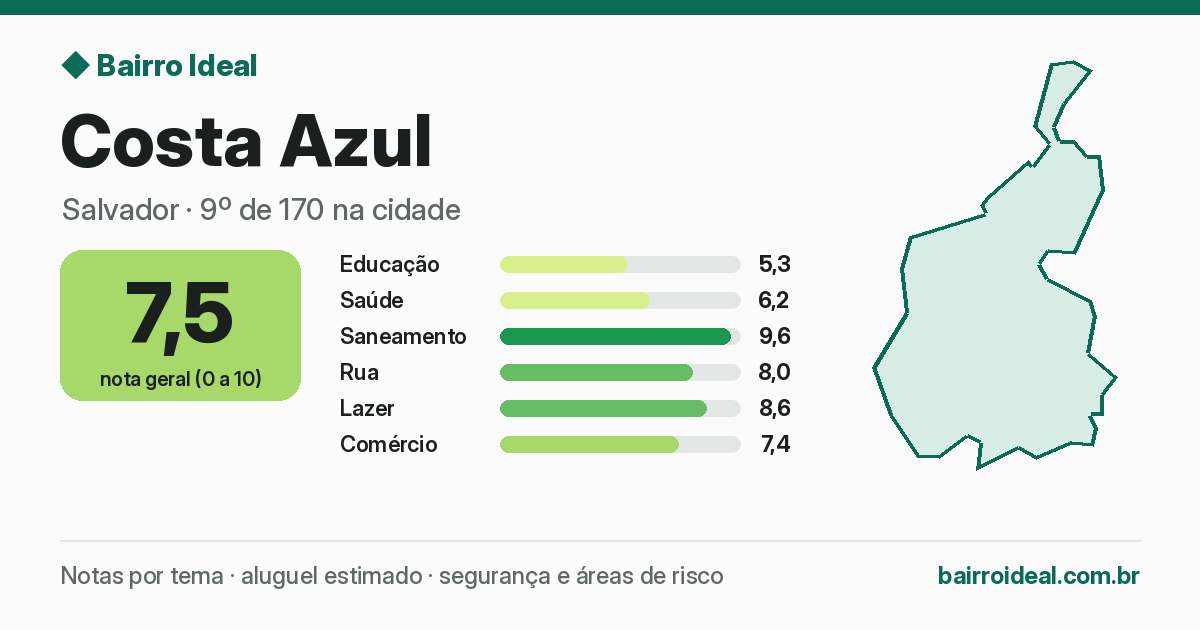 Bairro Ideal
Costa Azul
Salvador · 9º de 170 na cidade
7,5
nota geral (0 a 10)
Educação 5,3
Saúde 6,2
Saneamento 9,6
Rua 8,0
Lazer 8,6
Comércio 7,4
Notas por tema · aluguel estimado · segurança e áreas de risco
bairroideal.com.br